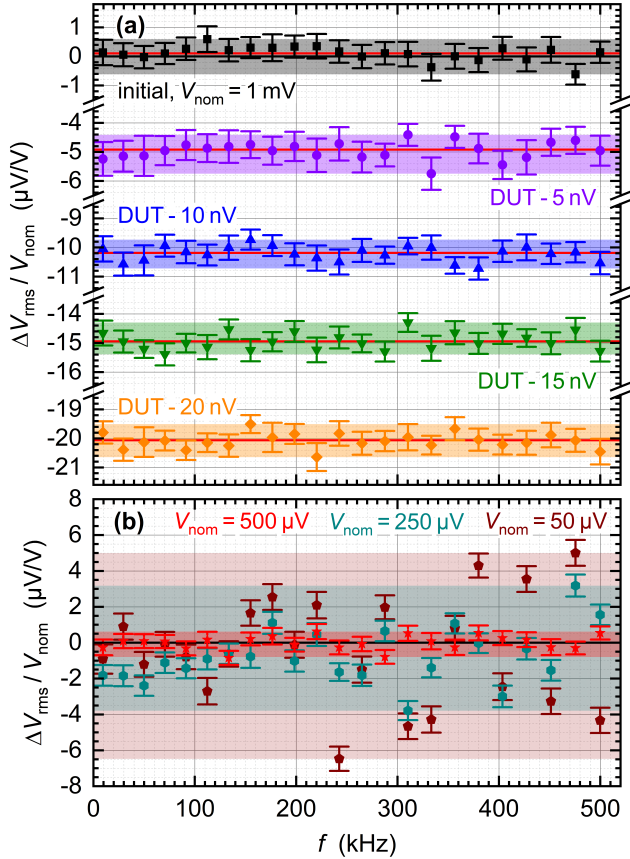 (a)
1
0
-1
initial, Vnom = 1 mV
-4
-5
-6
DUT - 5 nV
DUT - 10 nV
-10
-11
-14
-15
-16
DUT - 15 nV
DUT - 20 nV
-19
-20
-21
ΔVrms / Vnom (μV/V)
(b)
Vnom = 500 μV
Vnom = 250 μV
Vnom = 50 μV
8
6
4
2
0
-2
-4
-6
-8
ΔVrms / Vnom (μV/V)
0
100
200
300
400
500
f (kHz)